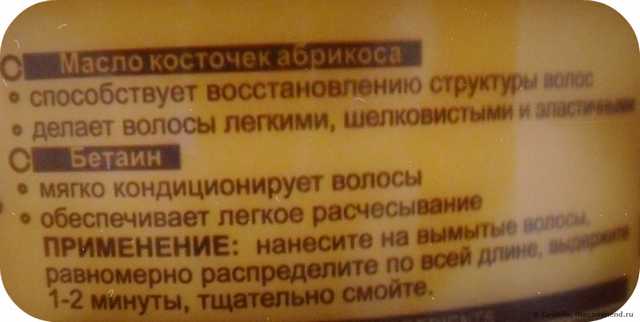 Масло косточек абрикоса
• способствует восстановлению структуры волос
• делает волосы легкими, шелковистыми и эластичными
Бетаин
• мягко кондиционирует волосы
• обеспечивает легкое расчесывание
ПРИМЕНЕНИЕ: нанесите на вымытые волосы,
равномерно распределите по всей длине, выдержите
1-2 минуты, тщательно смойте.